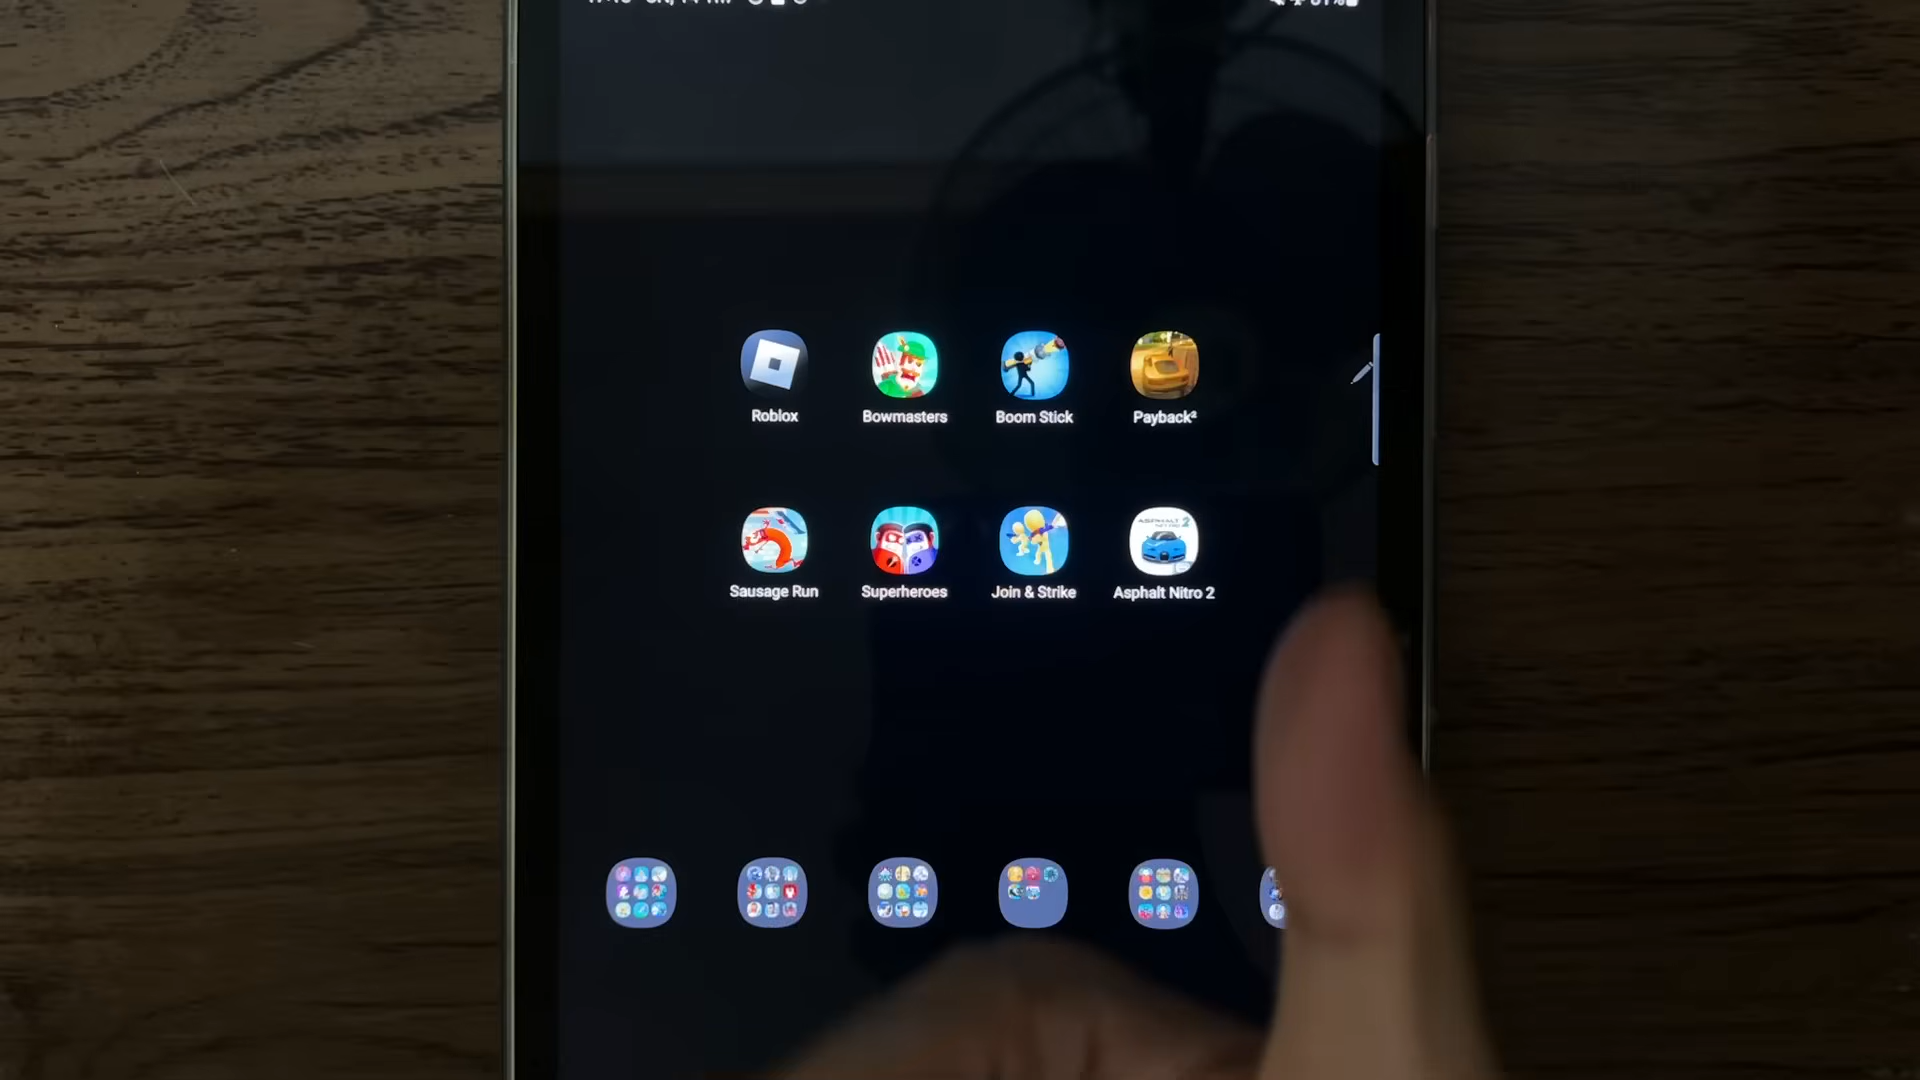 Roblox
Bowmasters
Boom Stick
Payback²
Sausage Run
Superheroes
Join & Strike
Asphalt Nitro 2